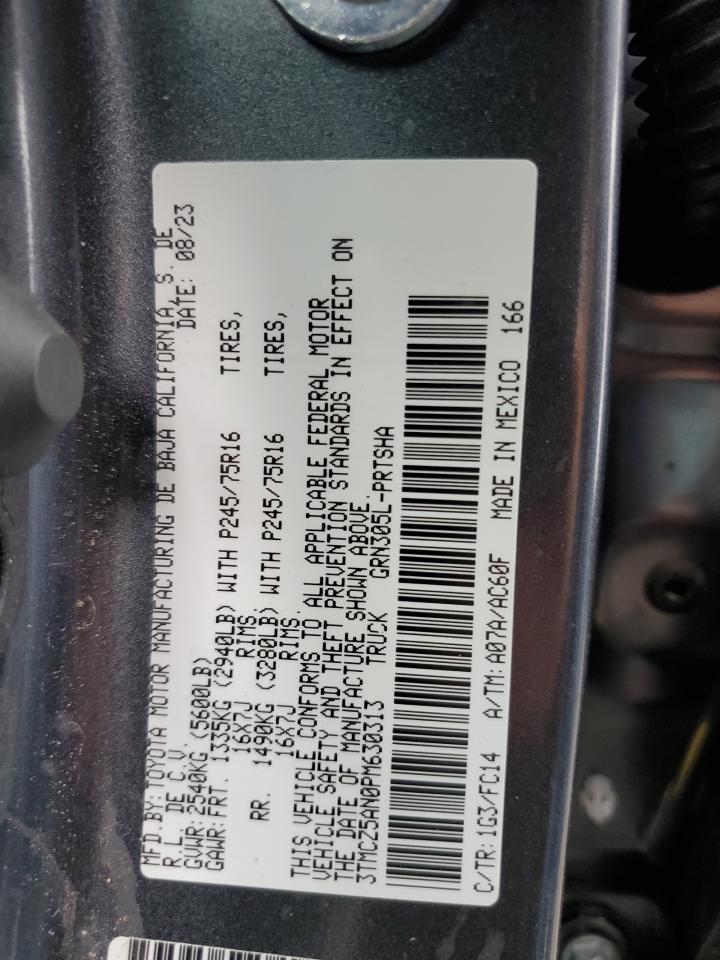 MFD.BY: TOYOTA MOTOR MANUFACTURING DE BAJA CALIFORNIA, S. DE
R.L. DE C.V. DATE: 08/23
GVWR: 2540KG (5600LB)
GAWR: FRT. 1335KG (2940LB) WITH P245/75R16 TIRES,
16X7J RIMS
RR. 1490KG (3280LB) WITH P245/75R16 TIRES,
16X7J RIMS
THIS VEHICLE CONFORMS TO ALL APPLICABLE FEDERAL MOTOR
VEHICLE SAFETY AND THEFT PREVENTION STANDARDS IN EFFECT ON
THE DATE OF MANUFACTURE SHOWN ABOVE.
3TMCZ5AN0PM630313 TRUCK GRN305L-PRTSHA
C/TR: 1G3/FC14 A/TM: A07A/AC60F MADE IN MEXICO 166